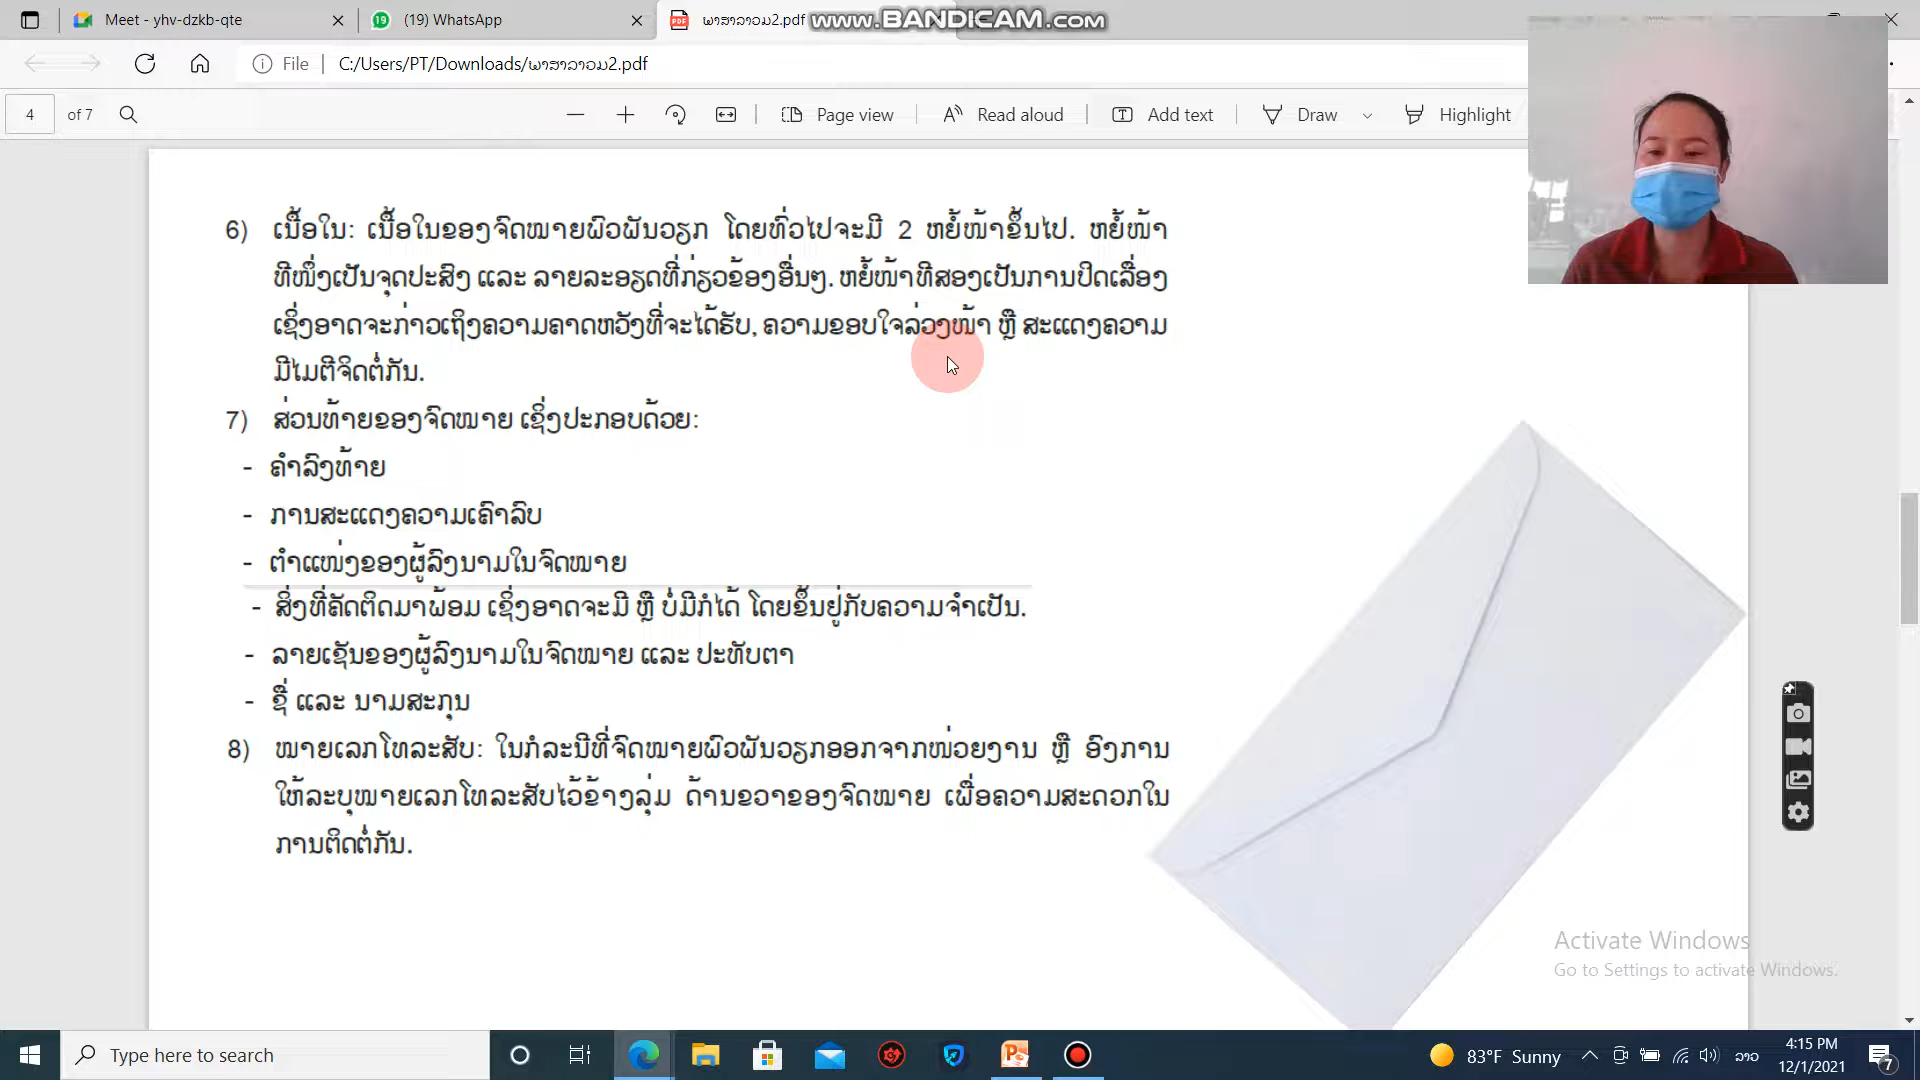 Meet - yhv-dzkb-qte
(19) WhatsApp
ພາສາລາວມ2.pdf
www.BANDICAM.com
File
C:/Users/PT/Downloads/ພາສາລາວມ2.pdf
4 of 7
Page view
Read aloud
Add text
Draw
Highlight
6) ເນື້ອໃນ: ເນື້ອໃນຂອງຈົດໝາຍພົວພັນວຽກ ໂດຍທົ່ວໄປຈະມີ 2 ຫຍໍ້ໜ້າຂຶ້ນໄປ. ຫຍໍ້ໜ້າ
ທີໜຶ່ງເປັນຈຸດປະສົງ ແລະ ລາຍລະອຽດທີ່ກ່ຽວຂ້ອງອື່ນໆ. ຫຍໍ້ໜ້າທີສອງເປັນການປິດເລື່ອງ
ເຊິ່ງອາດຈະກ່າວເຖິງຄວາມຄາດຫວັງທີ່ຈະໄດ້ຮັບ, ຄວາມຂອບໃຈລ່ວງໜ້າ ຫຼື ສະແດງຄວາມ
ມີໄມຕີຈິດຕໍ່ກັນ.
7) ສ່ວນທ້າຍຂອງຈົດໝາຍ ເຊິ່ງປະກອບດ້ວຍ:
- ຄຳລົງທ້າຍ
- ການສະແດງຄວາມເຄົາລົບ
- ຕຳແໜ່ງຂອງຜູ້ລົງນາມໃນຈົດໝາຍ
- ສິ່ງທີ່ຄັດຕິດມາພ້ອມ ເຊິ່ງອາດຈະມີ ຫຼື ບໍ່ມີກໍໄດ້ ໂດຍຂຶ້ນຢູ່ກັບຄວາມຈຳເປັນ.
- ລາຍເຊັນຂອງຜູ້ລົງນາມໃນຈົດໝາຍ ແລະ ປະທັບຕາ
- ຊື່ ແລະ ນາມສະກຸນ
8) ໝາຍເລກໂທລະສັບ: ໃນກໍລະນີທີ່ຈົດໝາຍພົວພັນວຽກອອກຈາກໜ່ວຍງານ ຫຼື ອົງການ
ໃຫ້ລະບຸໝາຍເລກໂທລະສັບໄວ້ຂ້າງລຸ່ມ ດ້ານຂວາຂອງຈົດໝາຍ ເພື່ອຄວາມສະດວກໃນ
ການຕິດຕໍ່ກັນ.
Activate Windows
Go to Settings to activate Windows.
Type here to search
83°F Sunny
ລາວ
4:15 PM
12/1/2021
7